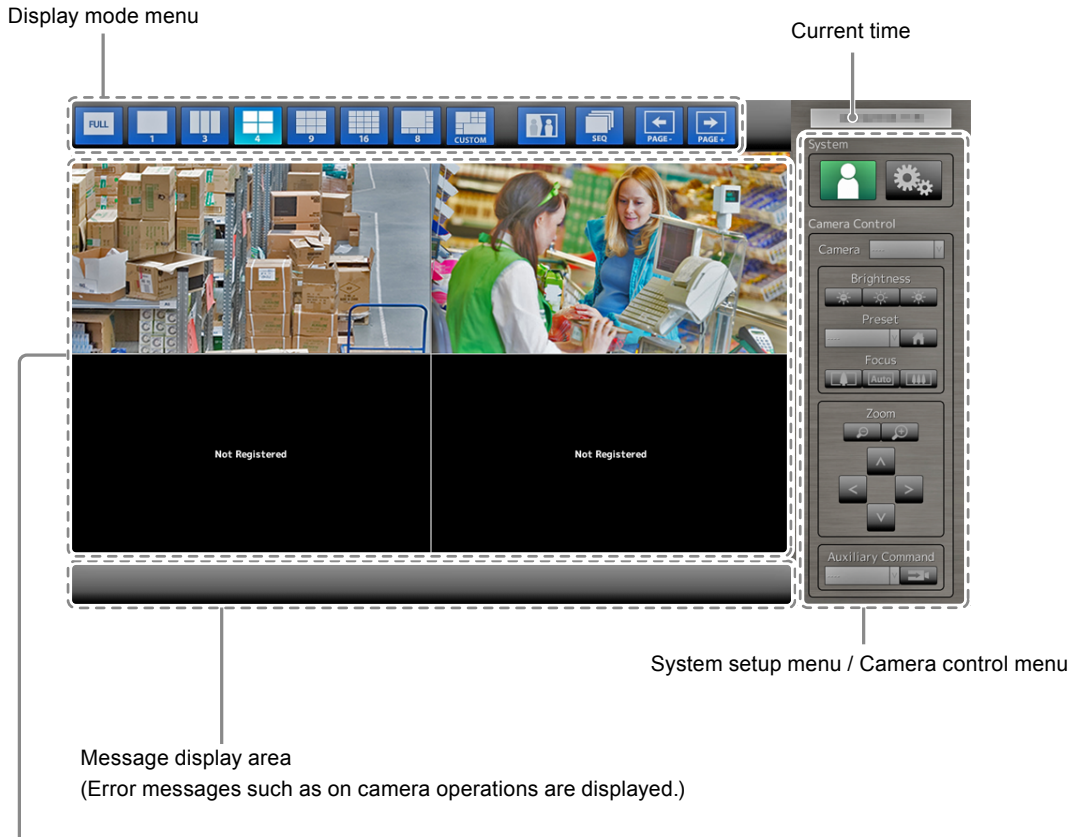 Display mode menu
Current time
FULL
1
3
4
9
16
8
CUSTOM
SEQ
PAGE-
PAGE+
System
Camera Control
Camera
Brightness
Preset
Focus
Auto
Zoom
Auxiliary Command
Not Registered
Not Registered
System setup menu / Camera control menu
Message display area
(Error messages such as on camera operations are displayed.)